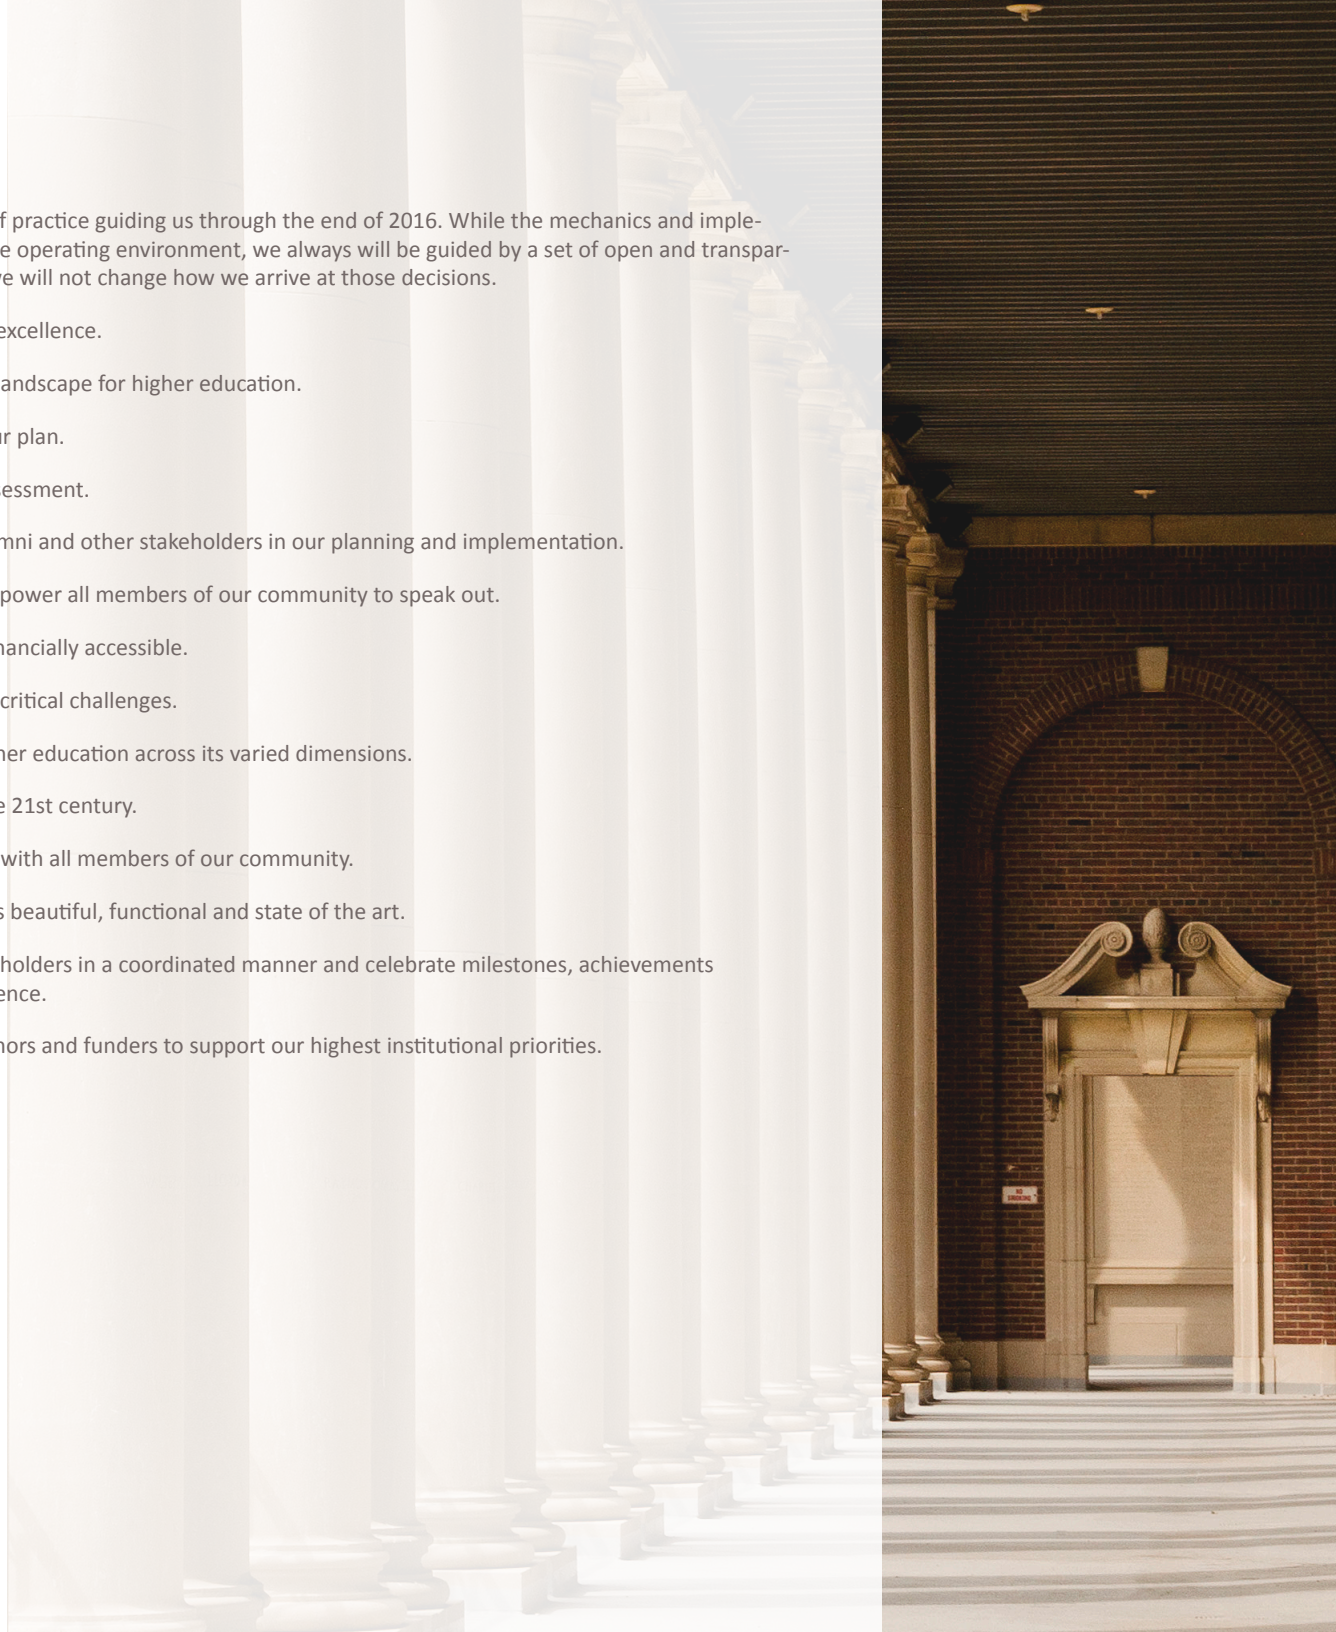 f practice guiding us through the end of 2016. While the mechanics and imple-
e operating environment, we always will be guided by a set of open and transpar-
e will not change how we arrive at those decisions.
excellence.
andscape for higher education.
r plan.
essment.
mni and other stakeholders in our planning and implementation.
power all members of our community to speak out.
nancially accessible.
critical challenges.
her education across its varied dimensions.
e 21st century.
with all members of our community.
s beautiful, functional and state of the art.
holders in a coordinated manner and celebrate milestones, achievements
ence.
nors and funders to support our highest institutional priorities.
NO
SMOKING